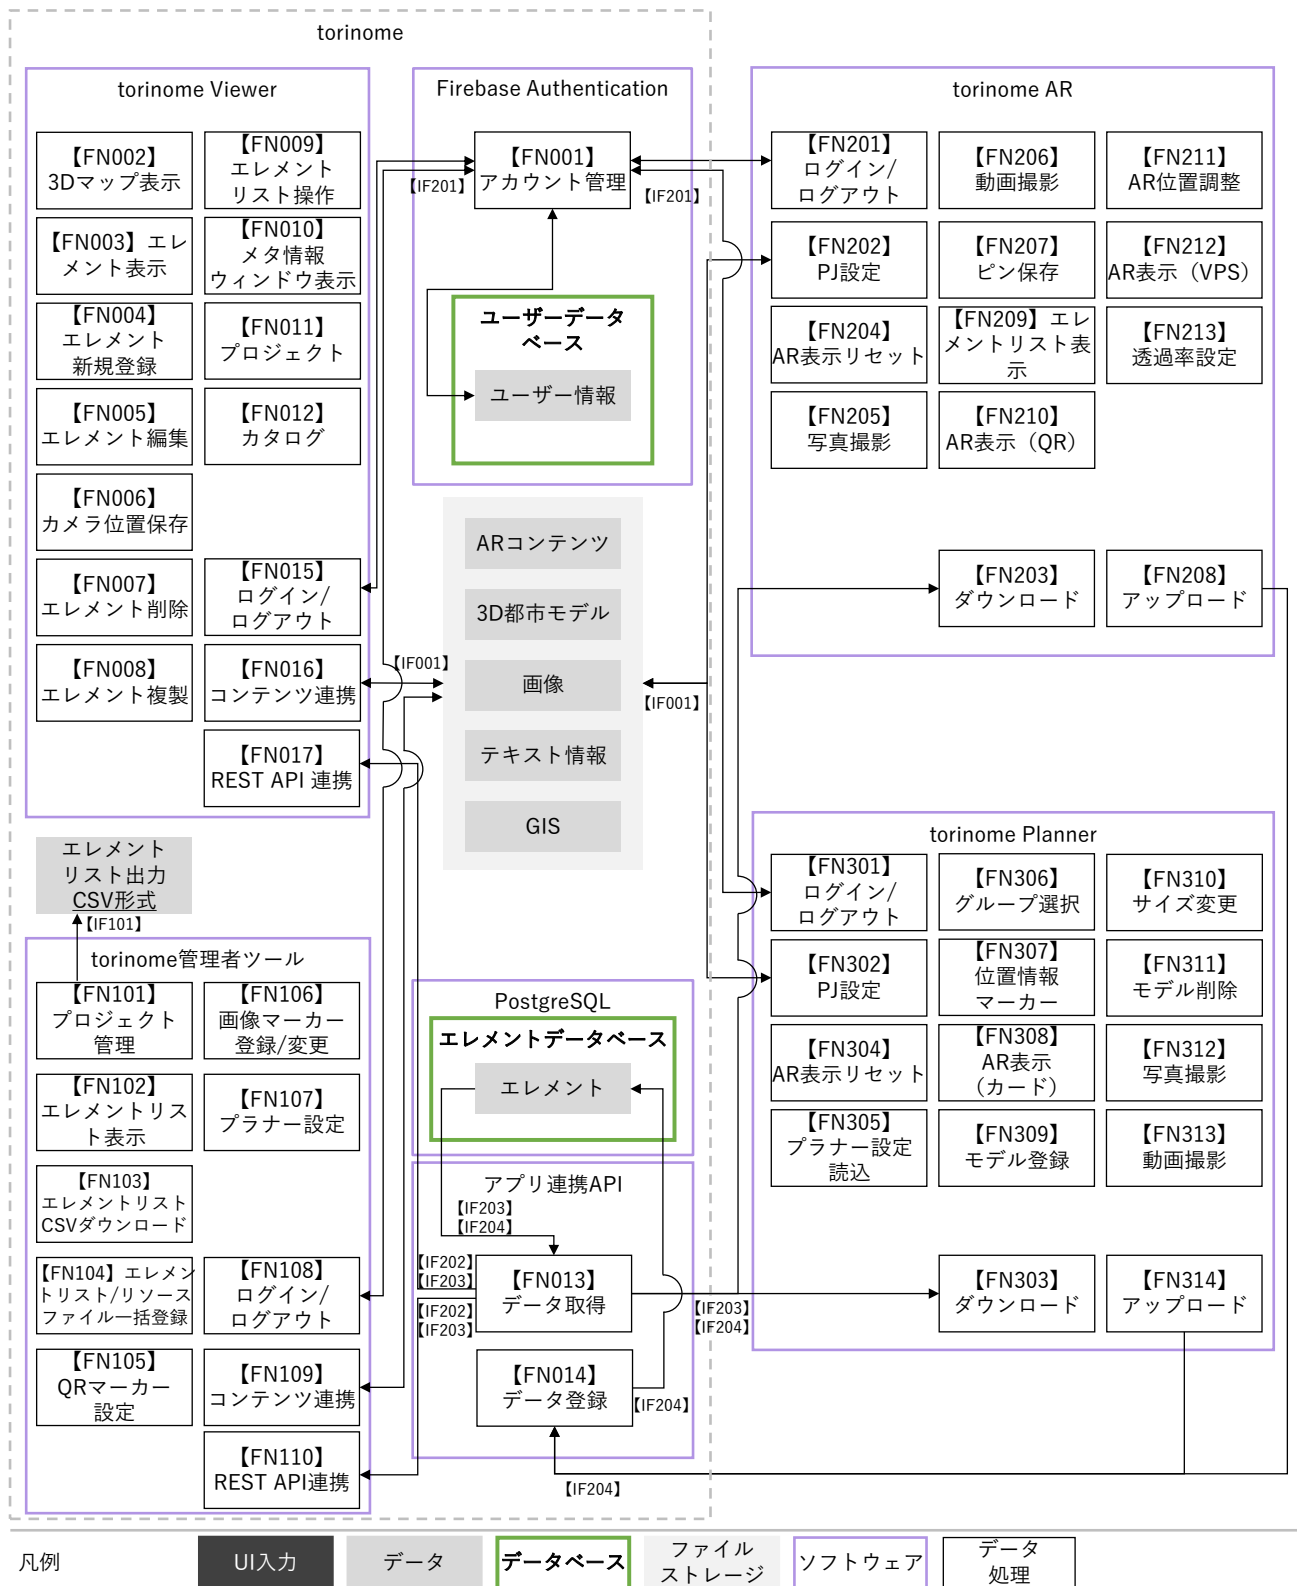 torinome
torinome Viewer
【FN002】
3Dマップ表示
【FN009】
エレメント
リスト操作
【FN003】エレ
メント表示
【FN010】
メタ情報
ウィンドウ表示
【FN004】
エレメント
新規登録
【FN011】
プロジェクト
【FN005】
エレメント編集
【FN012】
カタログ
【FN006】
カメラ位置保存
【FN007】
エレメント削除
【FN015】
ログイン/
ログアウト
【FN008】
エレメント複製
【FN016】
コンテンツ連携
【FN017】
REST API 連携
Firebase Authentication
【FN001】
アカウント管理
【IF201】
【IF201】
ユーザーデータ
ベース
ユーザー情報
ARコンテンツ
3D都市モデル
画像
テキスト情報
GIS
【IF001】
【IF001】
torinome AR
【FN201】
ログイン/
ログアウト
【FN206】
動画撮影
【FN211】
AR位置調整
【FN202】
PJ設定
【FN207】
ピン保存
【FN212】
AR表示（VPS）
【FN204】
AR表示リセット
【FN209】エレ
メントリスト表
示
【FN213】
透過率設定
【FN205】
写真撮影
【FN210】
AR表示（QR）
【FN203】
ダウンロード
【FN208】
アップロード
エレメント
リスト出力
CSV形式
【IF101】
torinome管理者ツール
【FN101】
プロジェクト
管理
【FN106】
画像マーカー
登録/変更
【FN102】
エレメントリス
ト表示
【FN107】
プラナー設定
【FN103】
エレメントリスト
CSVダウンロード
【FN104】エレメン
トリスト/リソース
ファイル一括登録
【FN108】
ログイン/
ログアウト
【FN105】
QRマーカー
設定
【FN109】
コンテンツ連携
【FN110】
REST API連携
PostgreSQL
エレメントデータベース
エレメント
アプリ連携API
【IF203】
【IF204】
【IF202】
【IF203】
【IF202】
【IF203】
【FN013】
データ取得
【FN014】
データ登録
【IF204】
【IF203】
【IF204】
【IF204】
torinome Planner
【FN301】
ログイン/
ログアウト
【FN306】
グループ選択
【FN310】
サイズ変更
【FN302】
PJ設定
【FN307】
位置情報
マーカー
【FN311】
モデル削除
【FN304】
AR表示リセット
【FN308】
AR表示
（カード）
【FN312】
写真撮影
【FN305】
プラナー設定
読込
【FN309】
モデル登録
【FN313】
動画撮影
【FN303】
ダウンロード
【FN314】
アップロード
凡例
UI入力
データ
データベース
ファイル
ストレージ
ソフトウェア
データ
処理